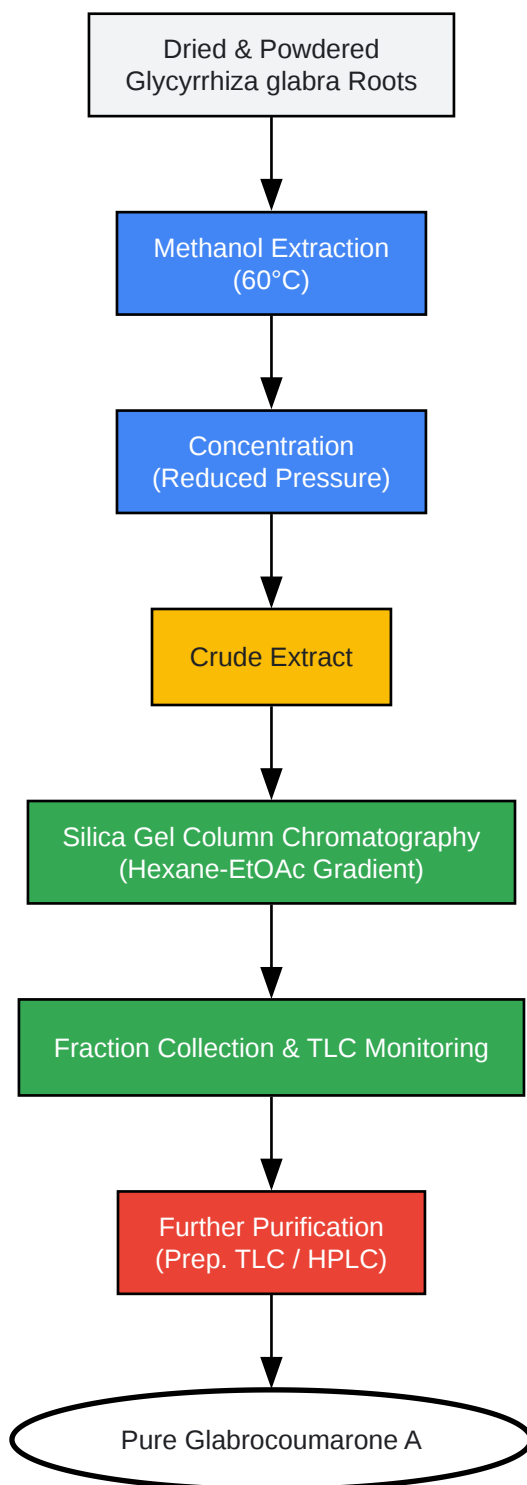 Dried & Powdered
Glycyrrhiza glabra Roots
Methanol Extraction
(60°C)
Concentration
(Reduced Pressure)
Crude Extract
Silica Gel Column Chromatography
(Hexane-EtOAc Gradient)
Fraction Collection & TLC Monitoring
Further Purification
(Prep. TLC / HPLC)
Pure Glabrocoumarone A